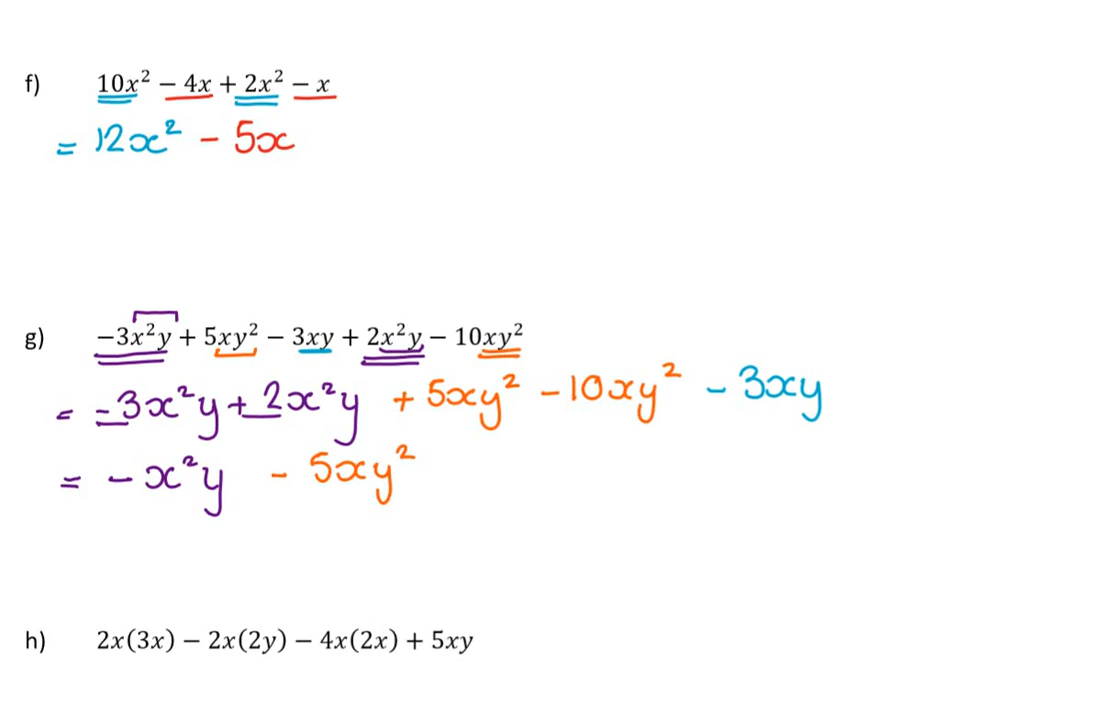 f) 10x² − 4x + 2x² − x
= 12x² - 5x
g) −3x²y + 5xy² − 3xy + 2x²y − 10xy²
= -3x²y + 2x²y + 5xy² - 10xy² - 3xy
= -x²y - 5xy²
h) 2x(3x) − 2x(2y) − 4x(2x) + 5xy